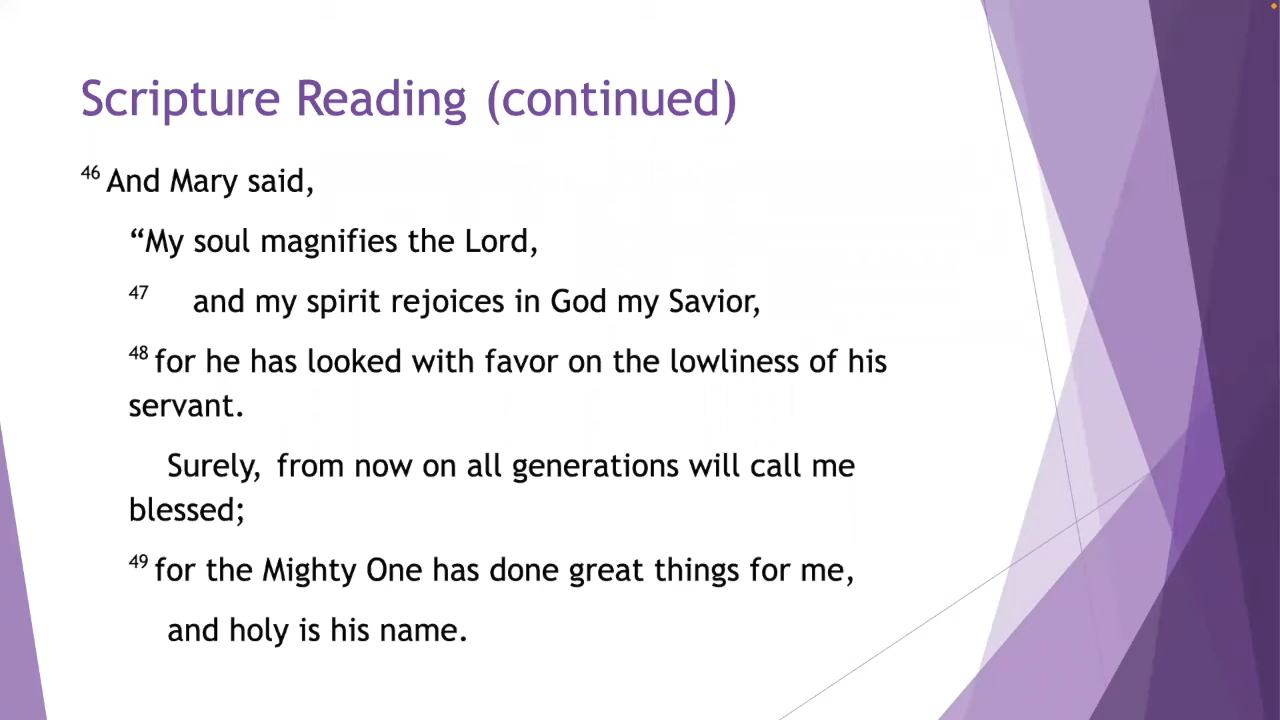 Scripture Reading (continued)
46 And Mary said,
“My soul magnifies the Lord,
47 and my spirit rejoices in God my Savior,
48 for he has looked with favor on the lowliness of his
servant.
Surely, from now on all generations will call me
blessed;
49 for the Mighty One has done great things for me,
and holy is his name.